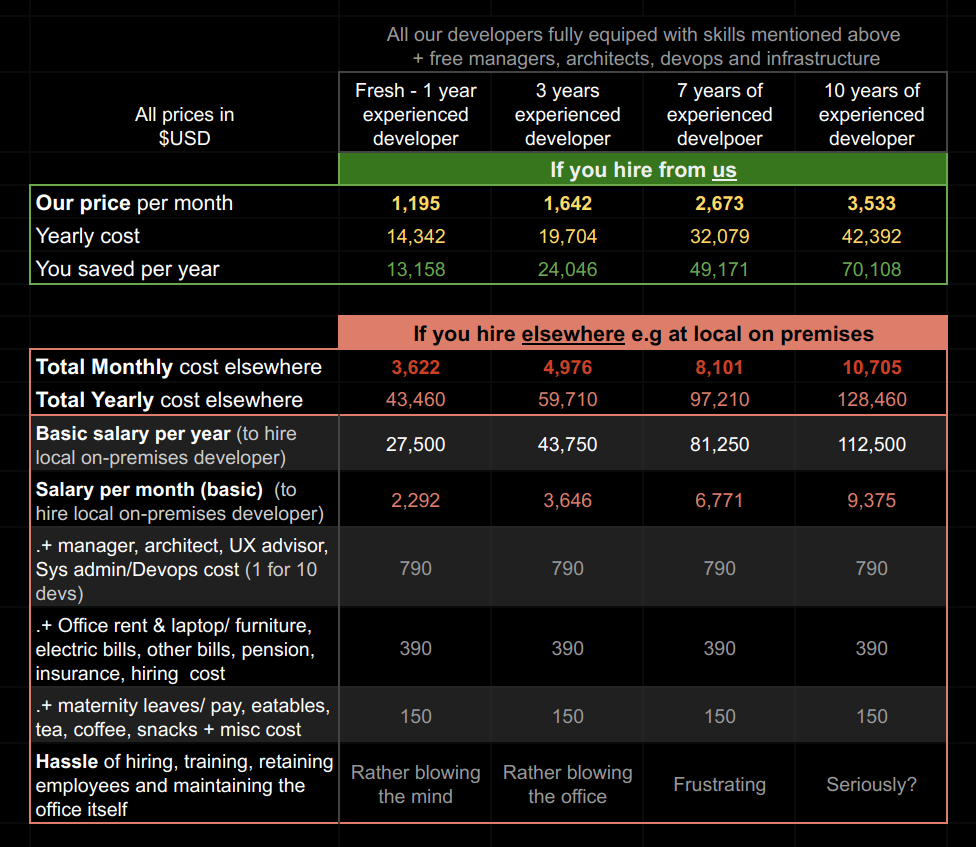 All our developers fully equiped with skills mentioned above
+ free managers, architects, devops and infrastructure
All prices in
$USD
Fresh - 1 year
experienced
developer
3 years
experienced
developer
7 years of
experienced
develpoer
10 years of
experienced
developer
If you hire from us
Our price per month 1,195 1,642 2,673 3,533
Yearly cost 14,342 19,704 32,079 42,392
You saved per year 13,158 24,046 49,171 70,108
If you hire elsewhere e.g at local on premises
Total Monthly cost elsewhere 3,622 4,976 8,101 10,705
Total Yearly cost elsewhere 43,460 59,710 97,210 128,460
Basic salary per year (to hire
local on-premises developer)
27,500 43,750 81,250 112,500
Salary per month (basic)  (to
hire local on-premises developer)
2,292 3,646 6,771 9,375
.+ manager, architect, UX advisor,
Sys admin/Devops cost (1 for 10
devs)
790 790 790 790
.+ Office rent & laptop/ furniture,
electric bills, other bills, pension,
insurance, hiring  cost
390 390 390 390
.+ maternity leaves/ pay, eatables,
tea, coffee, snacks + misc cost
150 150 150 150
Hassle of hiring, training, retaining
employees and maintaining the
office itself
Rather blowing
the mind
Rather blowing
the office
Frustrating
Seriously?